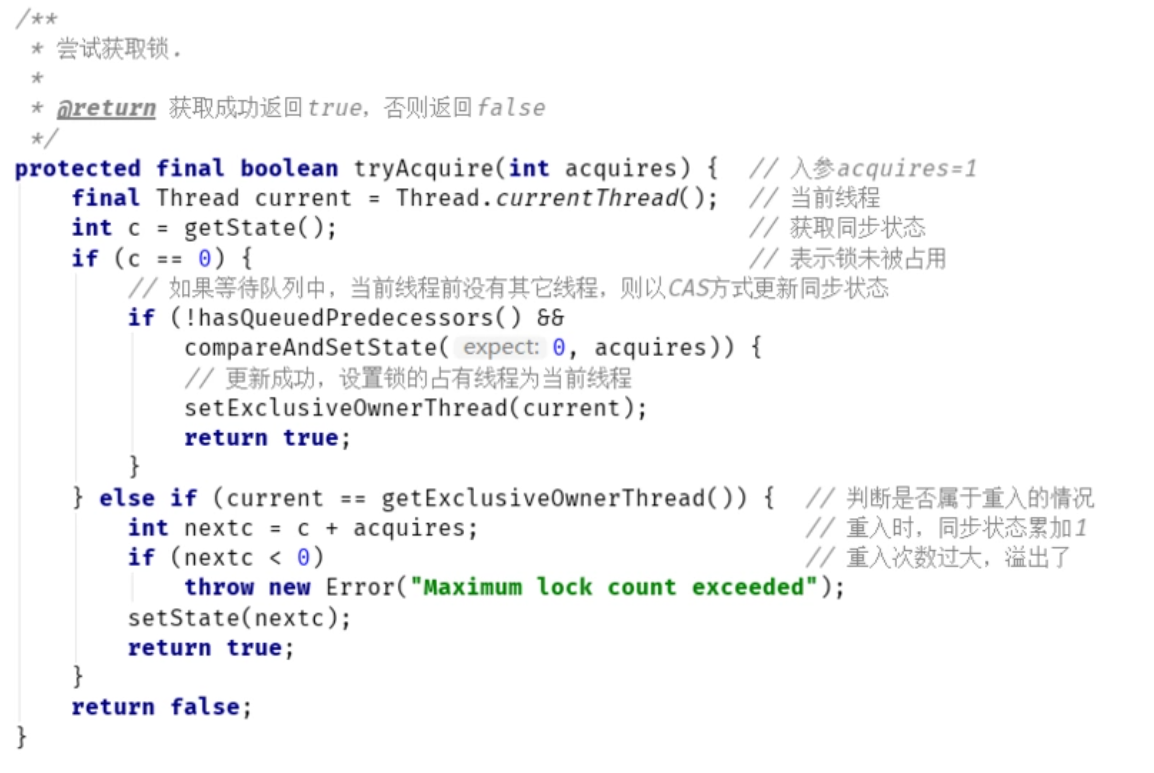 /**
 * 尝试获取锁.
 *
 * @return 获取成功返回true，否则返回false
 */
protected final boolean tryAcquire(int acquires) {  // 入参acquires=1
    final Thread current = Thread.currentThread();  // 当前线程
    int c = getState();                             // 获取同步状态
    if (c == 0) {                                   // 表示锁未被占用
        // 如果等待队列中，当前线程前没有其它线程，则以CAS方式更新同步状态
        if (!hasQueuedPredecessors() &&
            compareAndSetState( expect: 0, acquires)) {
            // 更新成功，设置锁的占有线程为当前线程
            setExclusiveOwnerThread(current);
            return true;
        }
    } else if (current == getExclusiveOwnerThread()) {  // 判断是否属于重入的情况
        int nextc = c + acquires;                       // 重入时，同步状态累加1
        if (nextc < 0)                                  // 重入次数过大，溢出了
            throw new Error("Maximum lock count exceeded");
        setState(nextc);
        return true;
    }
    return false;
}